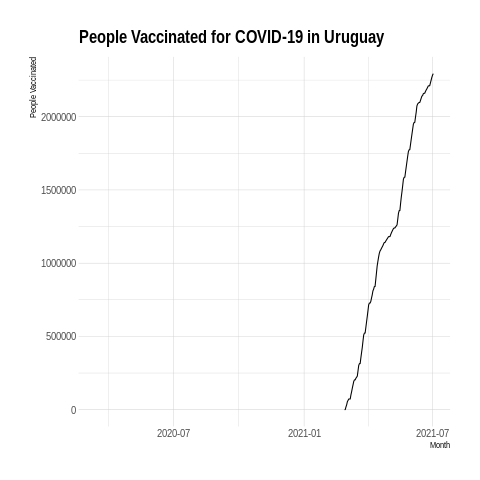 People Vaccinated for COVID-19 in Uruguay
People Vaccinated
2000000
1500000
1000000
500000
0
2020-07
2021-01
2021-07
Month